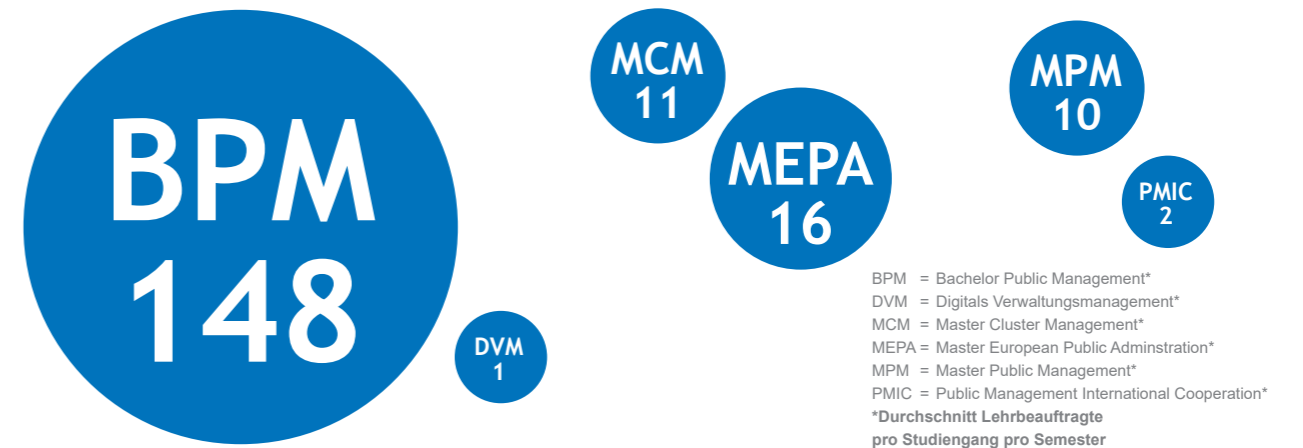 BPM
148
DVM
1
MCM
11
MEPA
16
MPM
10
PMIC
2
BPM = Bachelor Public Management*
DVM = Digitals Verwaltungsmanagement*
MCM = Master Cluster Management*
MEPA = Master European Public Adminstration*
MPM = Master Public Management*
PMIC = Public Management International Cooperation*
*Durchschnitt Lehrbeauftragte
pro Studiengang pro Semester